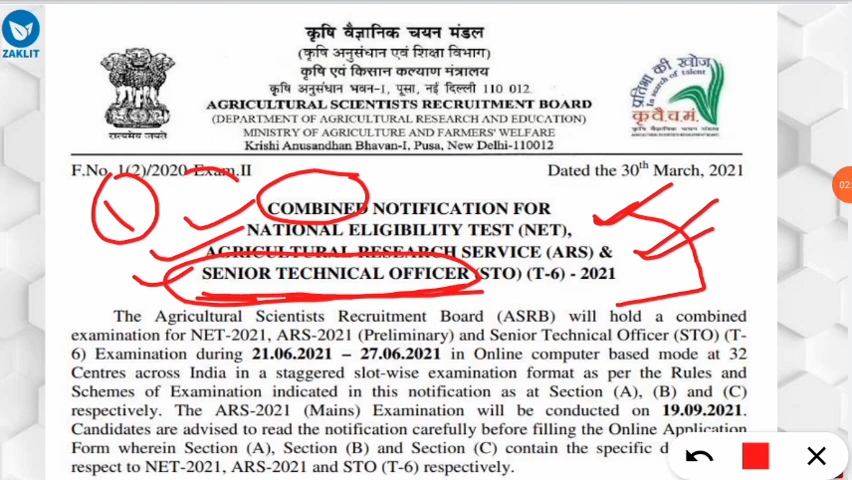 ZAKLIT
कृषि वैज्ञानिक चयन मंडल
(कृषि अनुसंधान एवं शिक्षा विभाग)
कृषि एवं किसान कल्याण मंत्रालय
कृषि अनुसंधान भवन-I, पूसा, नई दिल्ली 110 012
AGRICULTURAL SCIENTISTS RECRUITMENT BOARD
(DEPARTMENT OF AGRICULTURAL RESEARCH AND EDUCATION)
MINISTRY OF AGRICULTURE AND FARMERS' WELFARE
Krishi Anusandhan Bhavan-I, Pusa, New Delhi-110012
सत्यमेव जयते
प्रतिभा की खोज
In search of talent
कृ.वै.च.मं.
कृषि वैज्ञानिक चयन मंडल
F.No. 1(2)/2020-Exam.II
Dated the 30th March, 2021
COMBINED NOTIFICATION FOR
NATIONAL ELIGIBILITY TEST (NET),
AGRICULTURAL RESEARCH SERVICE (ARS) &
SENIOR TECHNICAL OFFICER (STO) (T-6) - 2021
The Agricultural Scientists Recruitment Board (ASRB) will hold a combined
examination for NET-2021, ARS-2021 (Preliminary) and Senior Technical Officer (STO) (T-
6) Examination during 21.06.2021 – 27.06.2021 in Online computer based mode at 32
Centres across India in a staggered slot-wise examination format as per the Rules and
Schemes of Examination indicated in this notification as at Section (A), (B) and (C)
respectively. The ARS-2021 (Mains) Examination will be conducted on 19.09.2021.
Candidates are advised to read the notification carefully before filling the Online Application
Form wherein Section (A), Section (B) and Section (C) contain the specific d
respect to NET-2021, ARS-2021 and STO (T-6) respectively.
02: